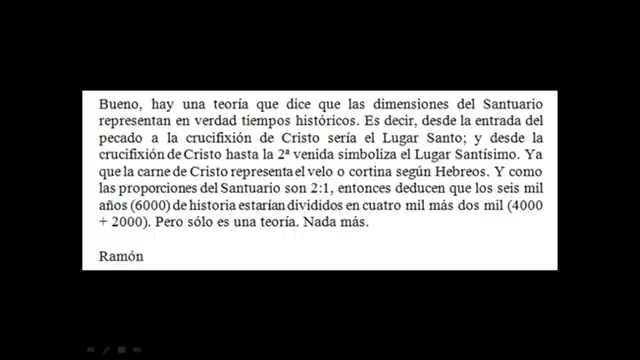 Bueno, hay una teoría que dice que las dimensiones del Santuario
representan en verdad tiempos históricos. Es decir, desde la entrada del
pecado a la crucifixión de Cristo sería el Lugar Santo; y desde la
crucifixión de Cristo hasta la 2ª venida simboliza el Lugar Santísimo. Ya
que la carne de Cristo representa el velo o cortina según Hebreos. Y como
las proporciones del Santuario son 2:1, entonces deducen que los seis mil
años (6000) de historia estarían divididos en cuatro mil más dos mil (4000
+ 2000). Pero sólo es una teoría. Nada más.
Ramón